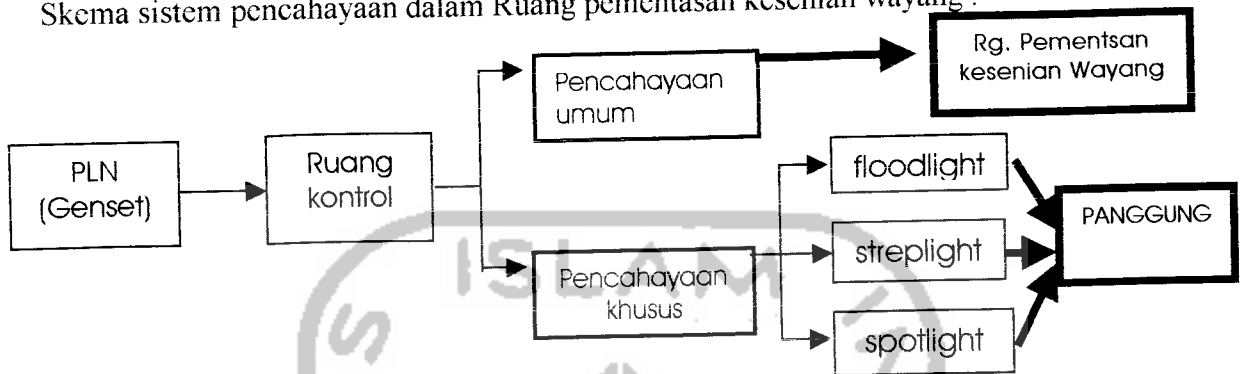 Skema sistem pencahayaan dalam Ruang pementasan kesenian wayang :
Rg. Pementsan
kesenian Wayang
Pencahayaan
umum
PLN
(Genset)
Ruang
kontrol
floodlight
PANGGUNG
streplight
Pencahayaan
khusus
spotlight
ISLAM